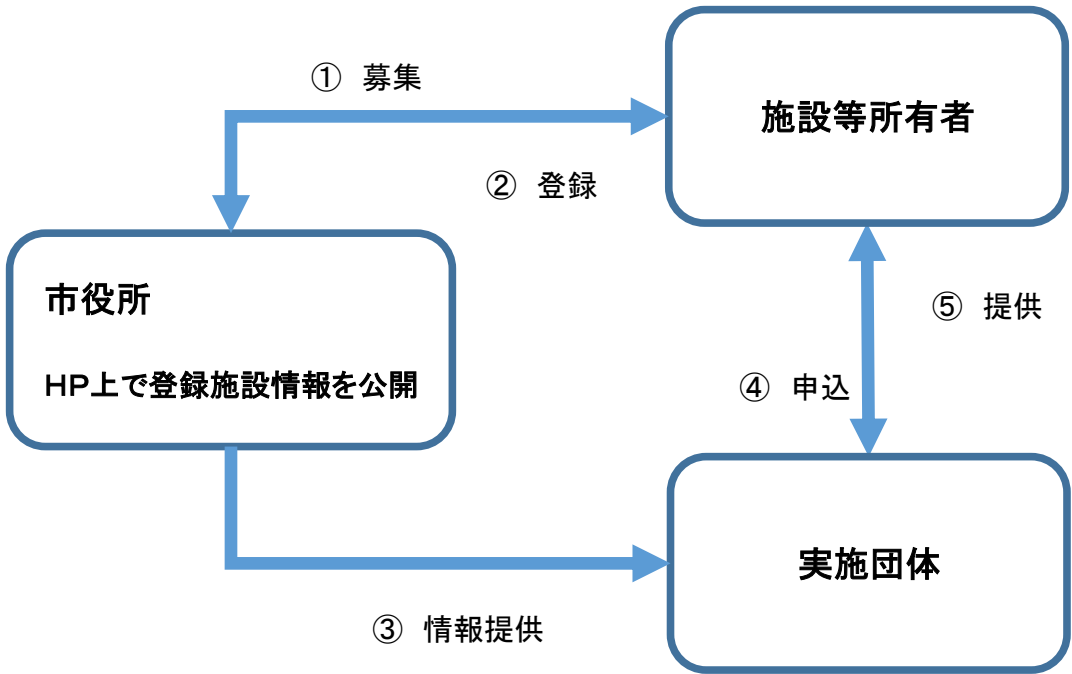 ① 募集
施設等所有者
② 登録
市役所
HP上で登録施設情報を公開
⑤ 提供
④ 申込
実施団体
③ 情報提供